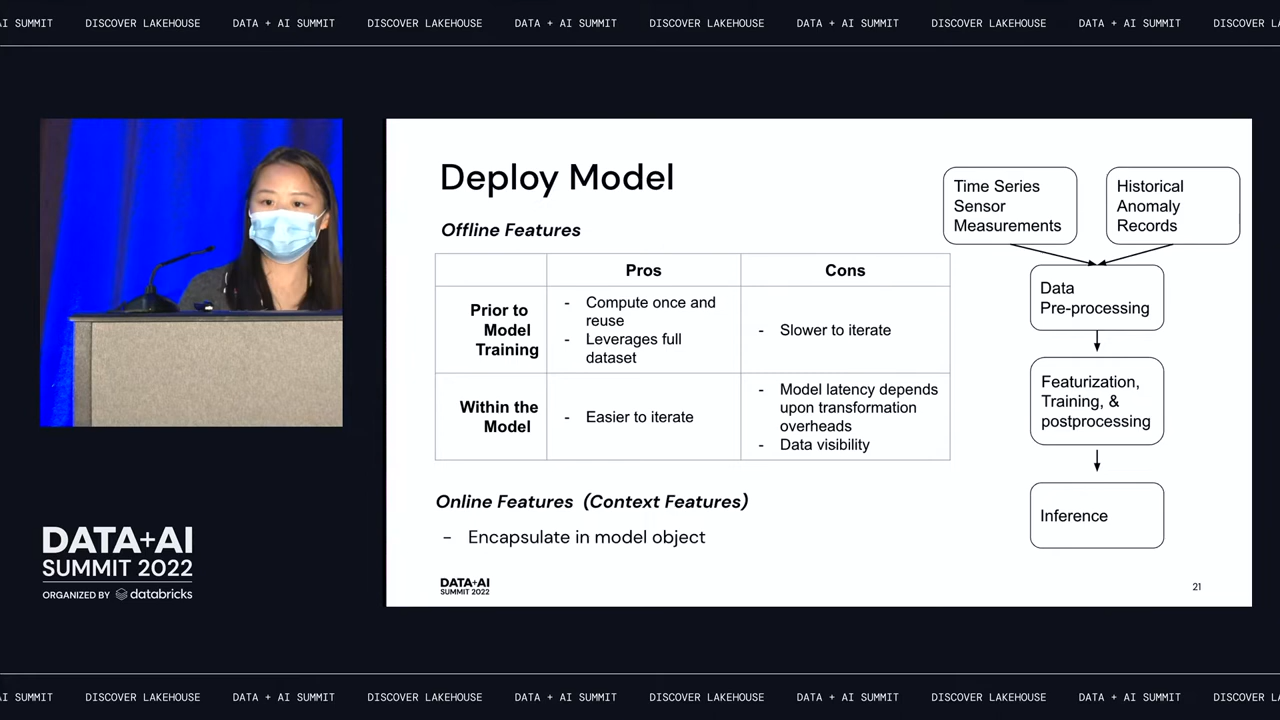 AI SUMMIT DISCOVER LAKEHOUSE DATA + AI SUMMIT DISCOVER LAKEHOUSE DATA + AI SUMMIT DISCOVER LAKEHOUSE DATA + AI SUMMIT DISCOVER LAKEHOUSE DATA + AI SUMMIT DISCOVER LA
Deploy Model
Offline Features
Pros
Cons
Prior to
Model
Training
- Compute once and
reuse
- Leverages full
dataset
- Slower to iterate
Within the
Model
- Easier to iterate
- Model latency depends
upon transformation
overheads
- Data visibility
Online Features (Context Features)
- Encapsulate in model object
Time Series
Sensor
Measurements
Historical
Anomaly
Records
Data
Pre-processing
Featurization,
Training, &
postprocessing
Inference
DATA+AI
SUMMIT 2022
21
DATA+AI
SUMMIT 2022
ORGANIZED BY databricks
AI SUMMIT DISCOVER LAKEHOUSE DATA + AI SUMMIT DISCOVER LAKEHOUSE DATA + AI SUMMIT DISCOVER LAKEHOUSE DATA + AI SUMMIT DISCOVER LAKEHOUSE DATA + AI SUMMIT DISCOVER LA